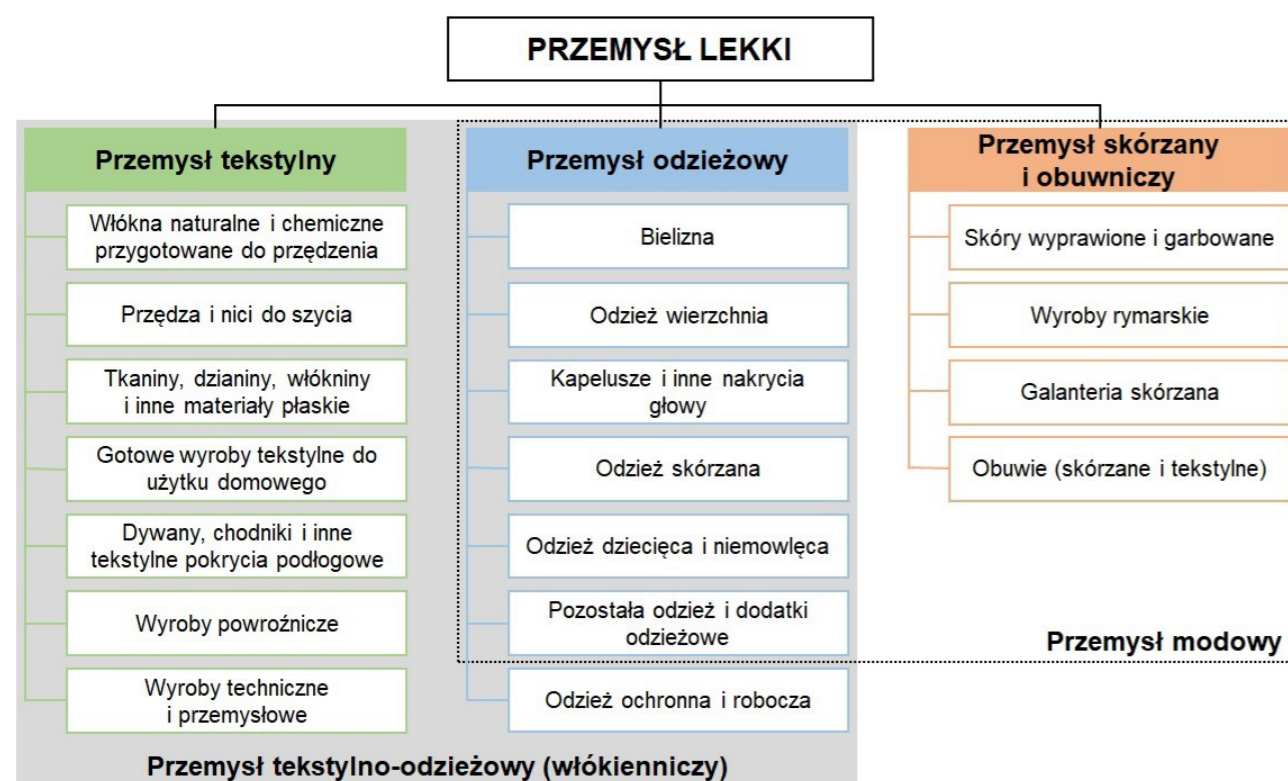 PRZEMYSŁ LEKKI
Przemysł tekstylny
Włókna naturalne i chemiczne
przygotowane do przędzenia
Przędza i nici do szycia
Tkaniny, dzianiny, włókniny
i inne materiały płaskie
Gotowe wyroby tekstylne do
użytku domowego
Dywany, chodniki i inne
tekstylne pokrycia podłogowe
Wyroby powroźnicze
Wyroby techniczne
i przemysłowe
Przemysł odzieżowy
Bielizna
Odzież wierzchnia
Kapelusze i inne nakrycia
głowy
Odzież skórzana
Odzież dziecięca i niemowlęca
Pozostała odzież i dodatki
odzieżowe
Odzież ochronna i robocza
Przemysł skórzany
i obuwniczy
Skóry wyprawione i garbowane
Wyroby rymarskie
Galanteria skórzana
Obuwie (skórzane i tekstylne)
Przemysł modowy
Przemysł tekstylno-odzieżowy (włókienniczy)